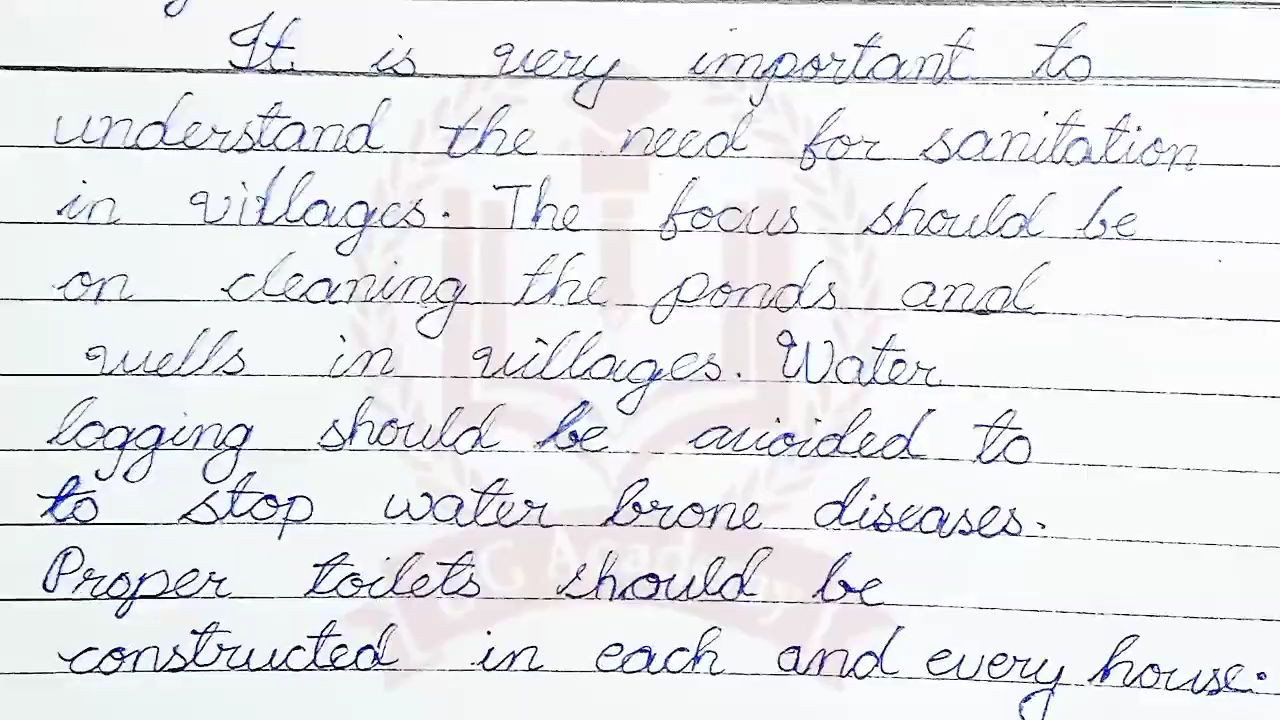 It is very important to
understand the need for sanitation
in villages. The focus should be
on cleaning the ponds and
wells in villages. Water
logging should be avioided to
to stop water brone diseases.
Proper toilets should be
constructed in each and every house.
G Academy